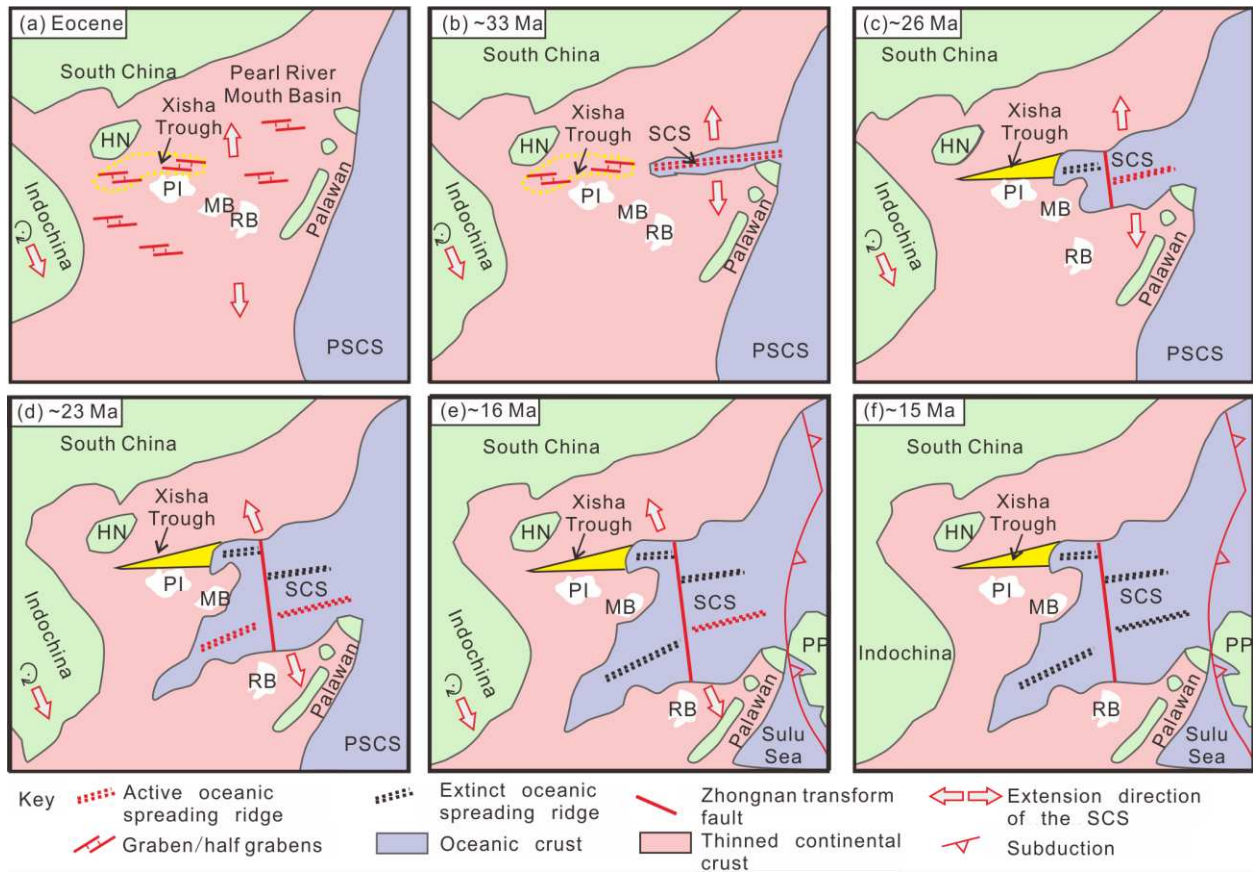 (a) Eocene
South China
Pearl River
Mouth Basin
Xisha
Trough
HN
PI
MB
RB
Indochina
Palawan
PSCS
(b) ~33 Ma
South China
Xisha
Trough
SCS
HN
PI
MB
RB
Indochina
Palawan
PSCS
(c)~26 Ma
South China
Xisha
Trough
SCS
HN
PI
MB
RB
Indochina
Palawan
PSCS
(d) ~23 Ma
South China
Xisha
Trough
HN
PI
MB
SCS
RB
Indochina
Palawan
PSCS
(e)~16 Ma
South China
Xisha
Trough
HN
PI
MB
SCS
RB
Indochina
Palawan
PP
Sulu
Sea
(f)~15 Ma
South China
Xisha
Trough
HN
PI
MB
SCS
RB
Indochina
Palawan
PP
Sulu
Sea
Key
Active oceanic
spreading ridge
Extinct oceanic
spreading ridge
Zhongnan transform
fault
Extension direction
of the SCS
Graben/half grabens
Oceanic crust
Thinned continental
crust
Subduction